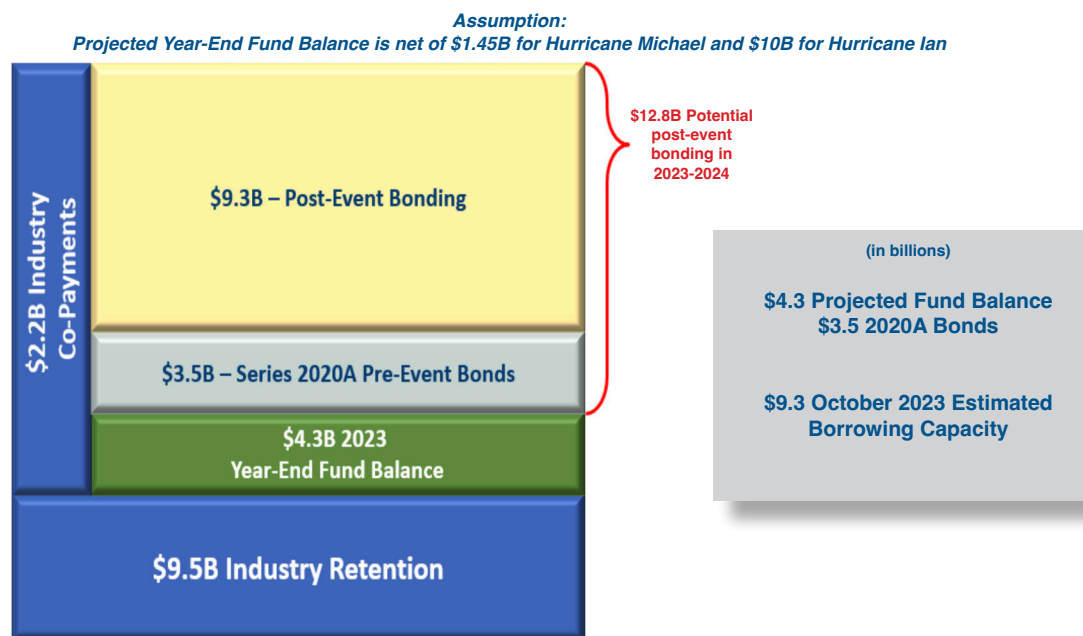 Assumption:
Projected Year-End Fund Balance is net of $1.45B for Hurricane Michael and $10B for Hurricane Ian
$2.2B Industry
Co-Payments
$9.3B – Post-Event Bonding
$3.5B – Series 2020A Pre-Event Bonds
$4.3B 2023
Year-End Fund Balance
$9.5B Industry Retention
$12.8B Potential
post-event
bonding in
2023-2024
(in billions)
$4.3 Projected Fund Balance
$3.5 2020A Bonds
$9.3 October 2023 Estimated
Borrowing Capacity